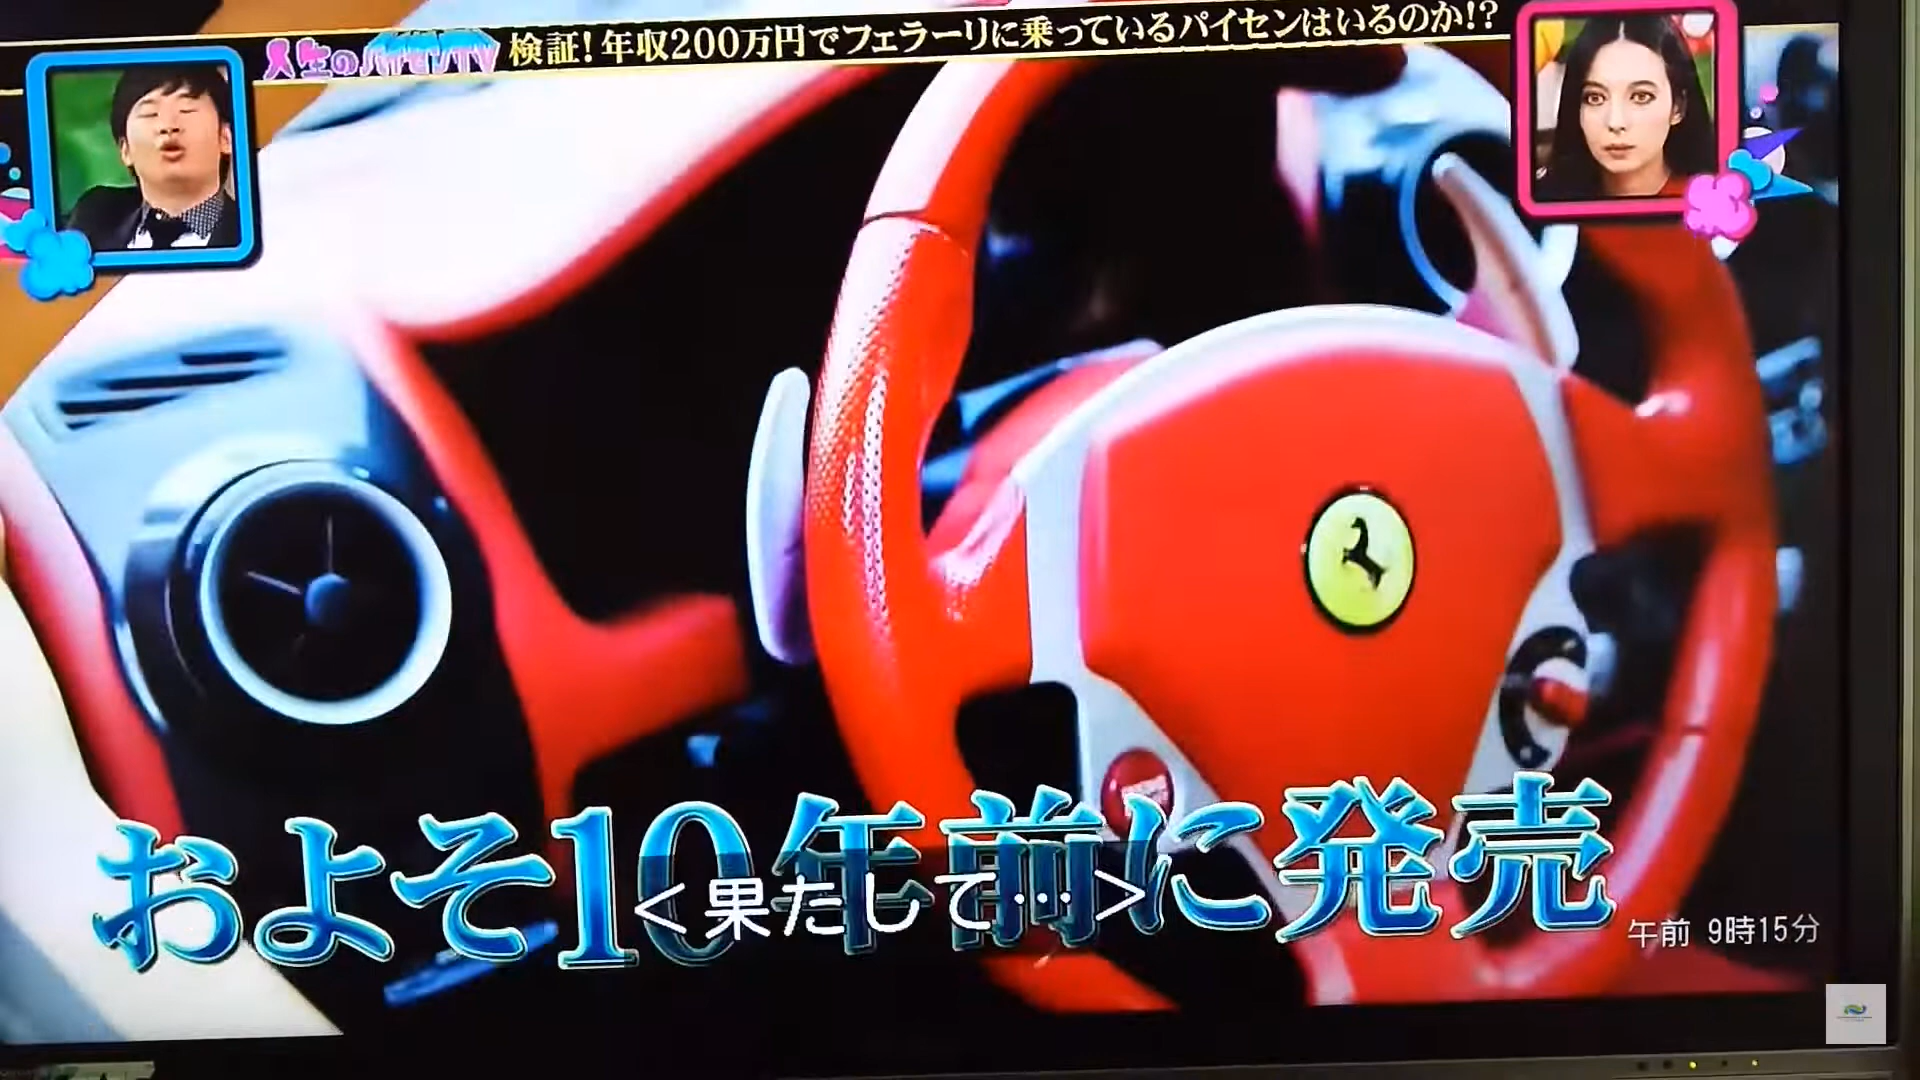 人生のパイセンTV 検証!年収200万円でフェラーリに乗っているパイセンはいるのか!?
およそ10年前に発売
<果たして…>
午前 9時15分